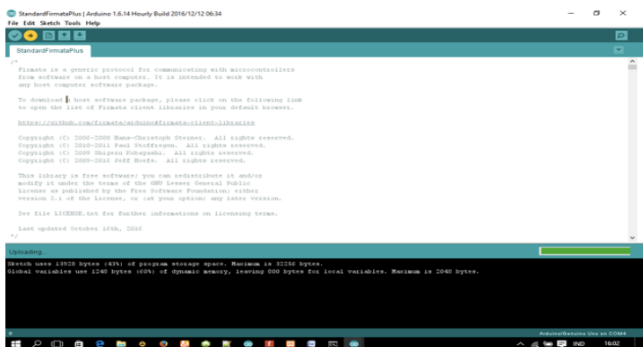 StandardFirmataPlus | Arduino 1.6.14 Hourly Build 2016/12/12 06:34
File Edit Sketch Tools Help
StandardFirmataPlus
/*
Firmata is a generic protocol for communicating with microcontrollers
from software on a host computer. It is intended to work with
any host computer software package.
To download a host software package, please click on the following link
to open the list of Firmata client libraries in your default browser.
https://github.com/firmata/arduino#firmata-client-libraries
Copyright (C) 2006-2008 Hans-Christoph Steiner. All rights reserved.
Copyright (C) 2010-2011 Paul Stoffregen. All rights reserved.
Copyright (C) 2009 Shigeru Kobayashi. All rights reserved.
Copyright (C) 2009-2016 Jeff Hoefs. All rights reserved.
This library is free software; you can redistribute it and/or
modify it under the terms of the GNU Lesser General Public
License as published by the Free Software Foundation; either
version 2.1 of the License, or (at your option) any later version.
See file LICENSE.txt for further informations on licensing terms.
Last updated October 16th, 2016
*/
Uploading...
Sketch uses 13928 bytes (43%) of program storage space. Maximum is 32256 bytes.
Global variables use 1248 bytes (60%) of dynamic memory, leaving 800 bytes for local variables. Maximum is 2048 bytes.
Arduino/Genuino Uno on COM4
IND
16:02